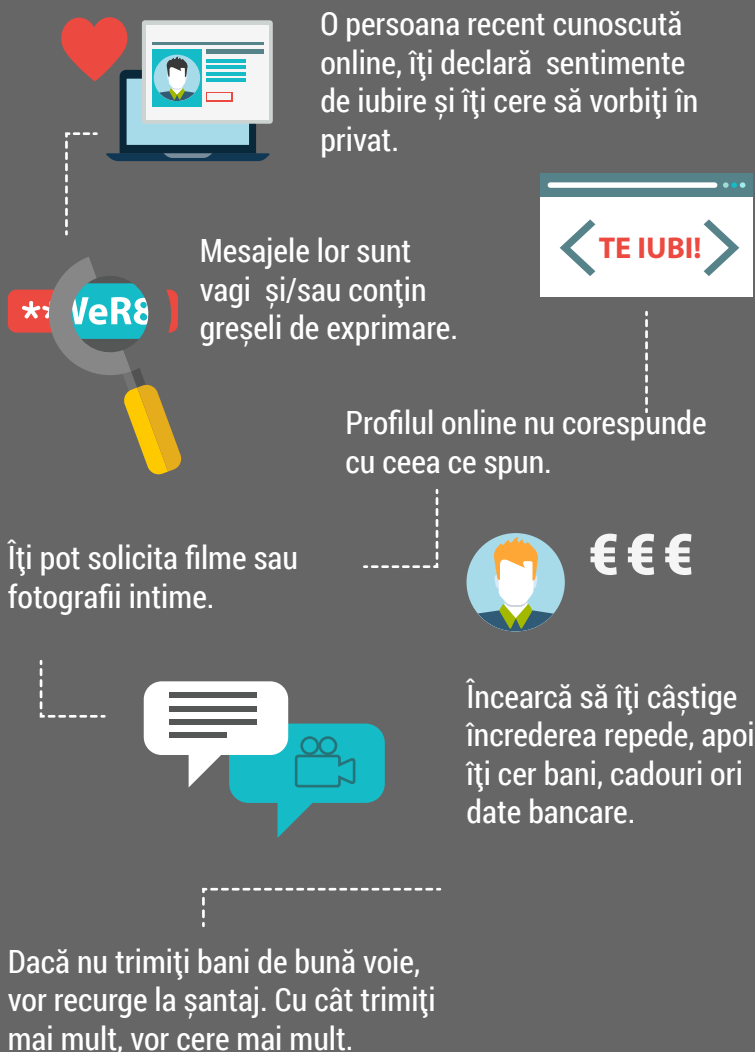 O persoana recent cunoscută
online, îţi declară sentimente
de iubire și îţi cere să vorbiţi în
privat.
TE IUBI!
Mesajele lor sunt
vagi și/sau conţin
greșeli de exprimare.
** WeR8
Profilul online nu corespunde
cu ceea ce spun.
€ € €
Îţi pot solicita filme sau
fotografii intime.
Încearcă să îţi câștige
încrederea repede, apoi
îţi cer bani, cadouri ori
date bancare.
Dacă nu trimiţi bani de bună voie,
vor recurge la șantaj. Cu cât trimiţi
mai mult, vor cere mai mult.